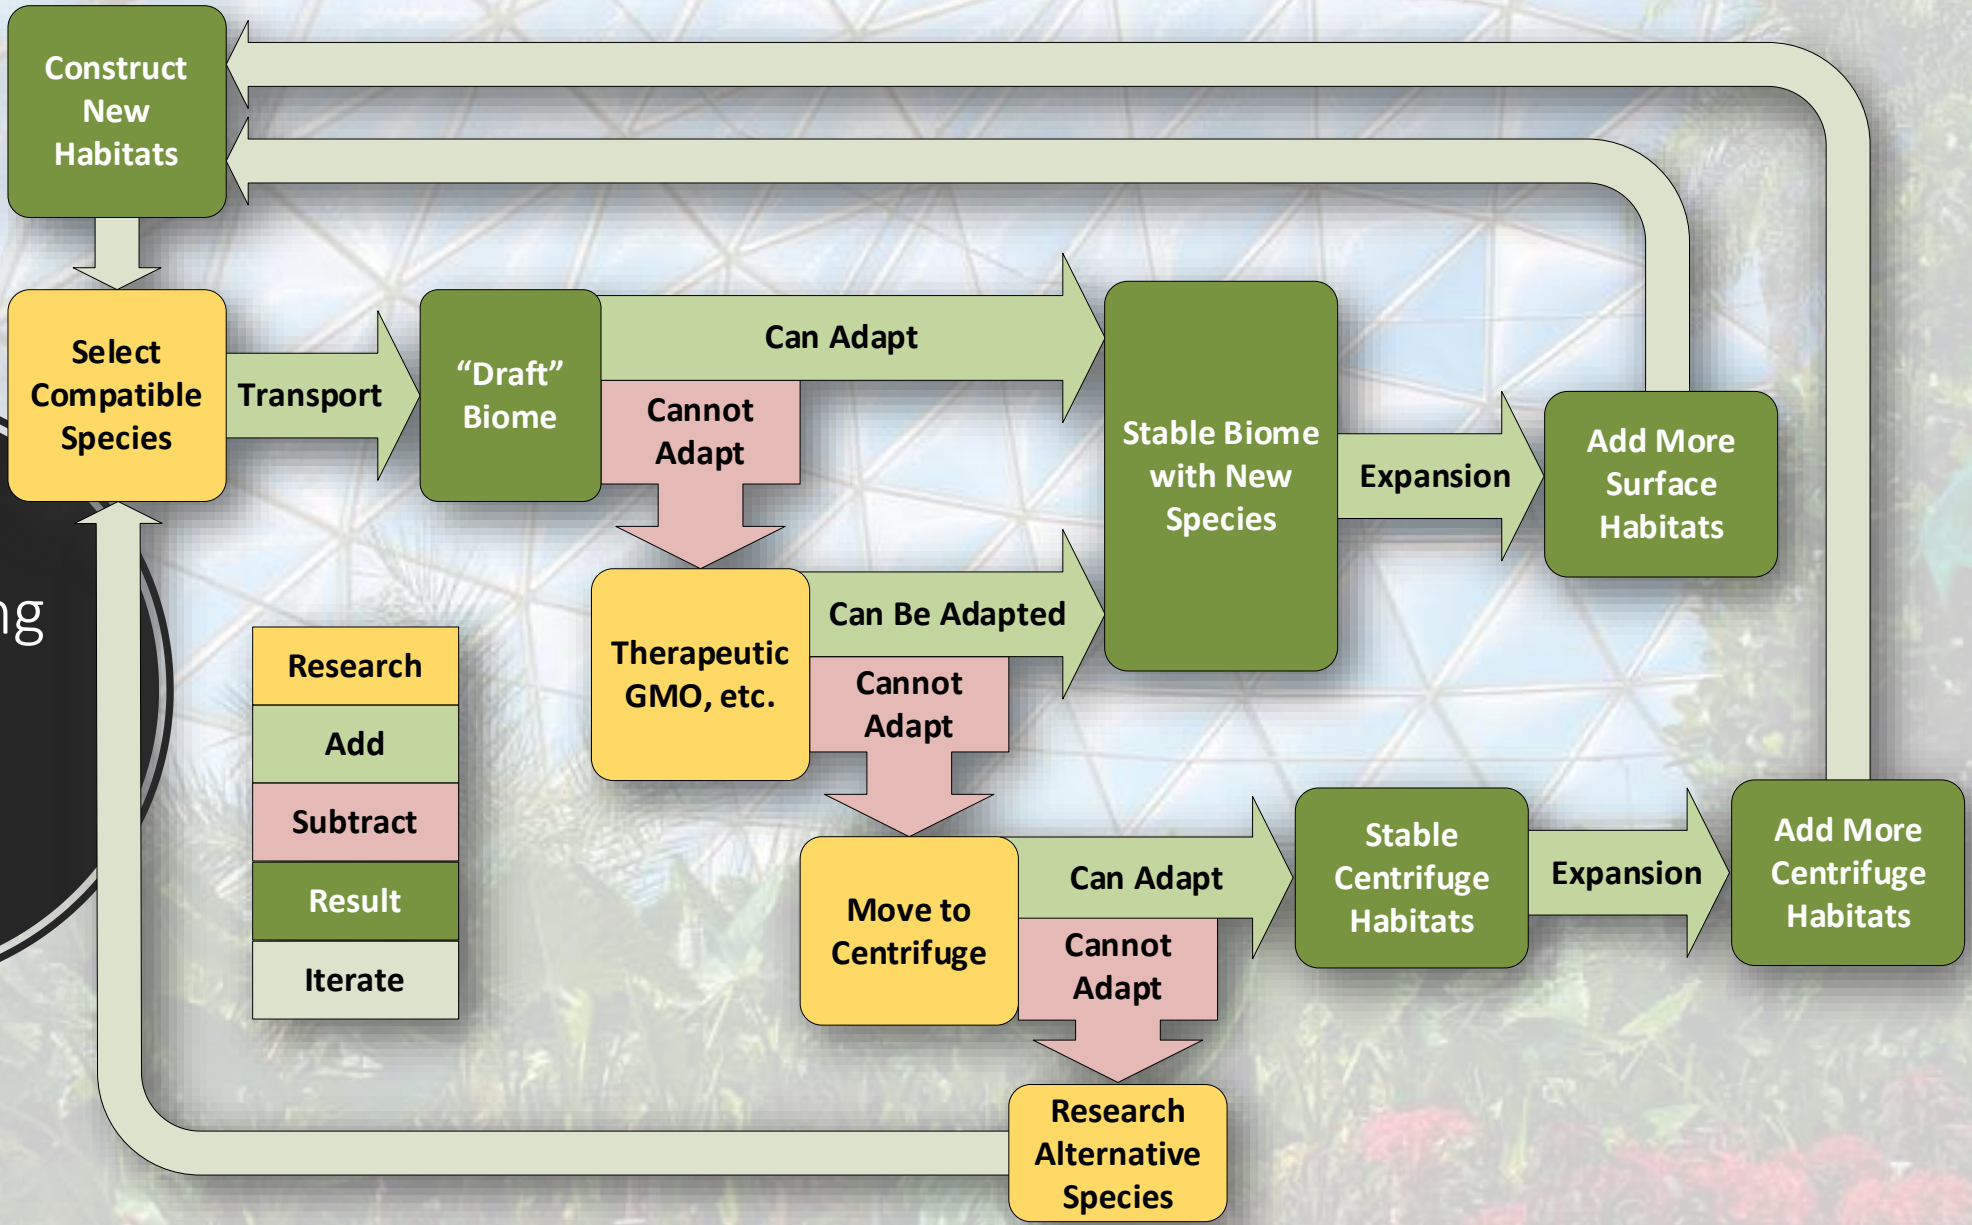 Construct
New
Habitats
Select
Compatible
Species
Transport
“Draft”
Biome
Can Adapt
Cannot
Adapt
Stable Biome
with New
Species
Expansion
Add More
Surface
Habitats
Therapeutic
GMO, etc.
Can Be Adapted
Cannot
Adapt
Research
Add
Subtract
Result
Iterate
Move to
Centrifuge
Can Adapt
Cannot
Adapt
Stable
Centrifuge
Habitats
Expansion
Add More
Centrifuge
Habitats
Research
Alternative
Species